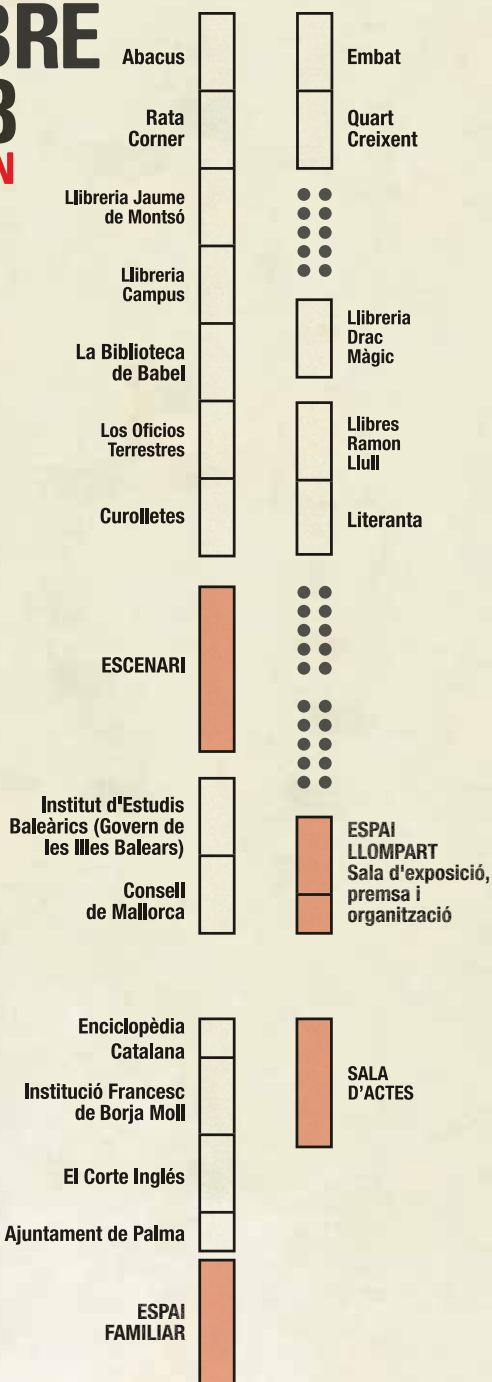 BRE
N
Abacus
Rata
Corner
Llibreria Jaume
de Montsó
Llibreria
Campus
La Biblioteca
de Babel
Los Oficios
Terrestres
Curolletes
ESCENARI
Institut d'Estudis
Baleàrics (Govern de
les Illes Balears)
Consell
de Mallorca
Enciclopèdia
Catalana
Institució Francesc
de Borja Moll
El Corte Inglés
Ajuntament de Palma
ESPAI
FAMILIAR
Embat
Quart
Creixent
Llibreria
Drac
Màgic
Llibres
Ramon
Llull
Literanta
ESPAI
LLOMPART
Sala d'exposició,
premsa i
organització
SALA
D'ACTES